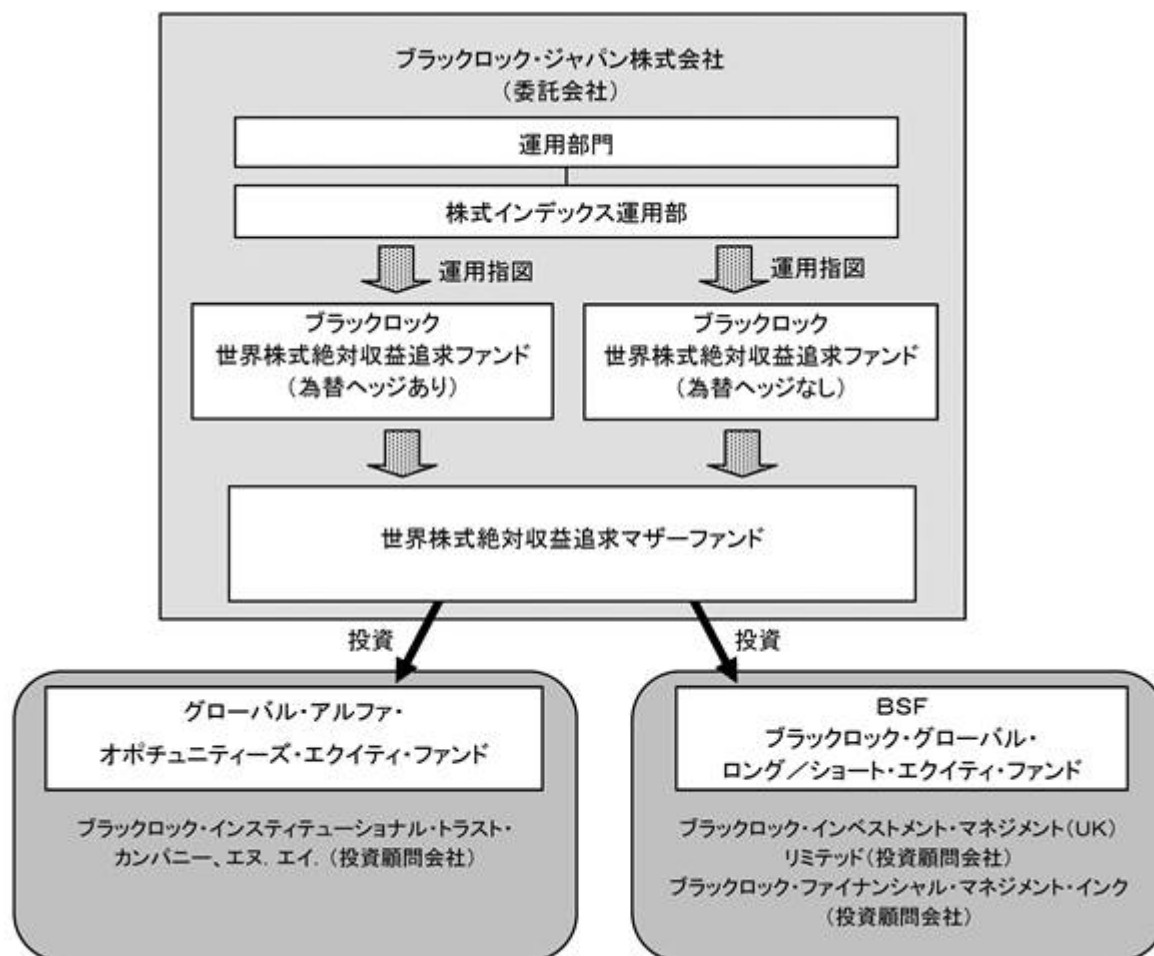 ブラックロック・ジャパン株式会社
（委託会社）
運用部門
株式インデックス運用部
運用指図
運用指図
ブラックロック
世界株式絶対収益追求ファンド
（為替ヘッジあり）
ブラックロック
世界株式絶対収益追求ファンド
（為替ヘッジなし）
世界株式絶対収益追求マザーファンド
投資
投資
グローバル・アルファ・
オポチュニティーズ・エクイティ・ファンド
ブラックロック・インスティテューショナル・トラスト・
カンパニー、エヌ．エイ．（投資顧問会社）
ＢＳＦ
ブラックロック・グローバル・
ロング／ショート・エクイティ・ファンド
ブラックロック・インベストメント・マネジメント（UK）
リミテッド（投資顧問会社）
ブラックロック・ファイナンシャル・マネジメント・インク
（投資顧問会社）